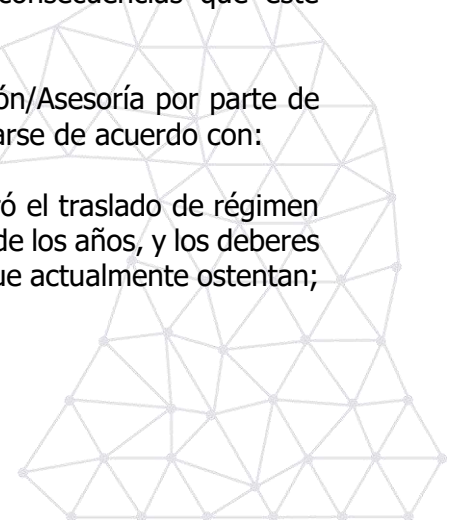 consecuencias que este
ón/Asesoría por parte de
arse de acuerdo con:
ó el traslado de régimen
de los años, y los deberes
ue actualmente ostentan;